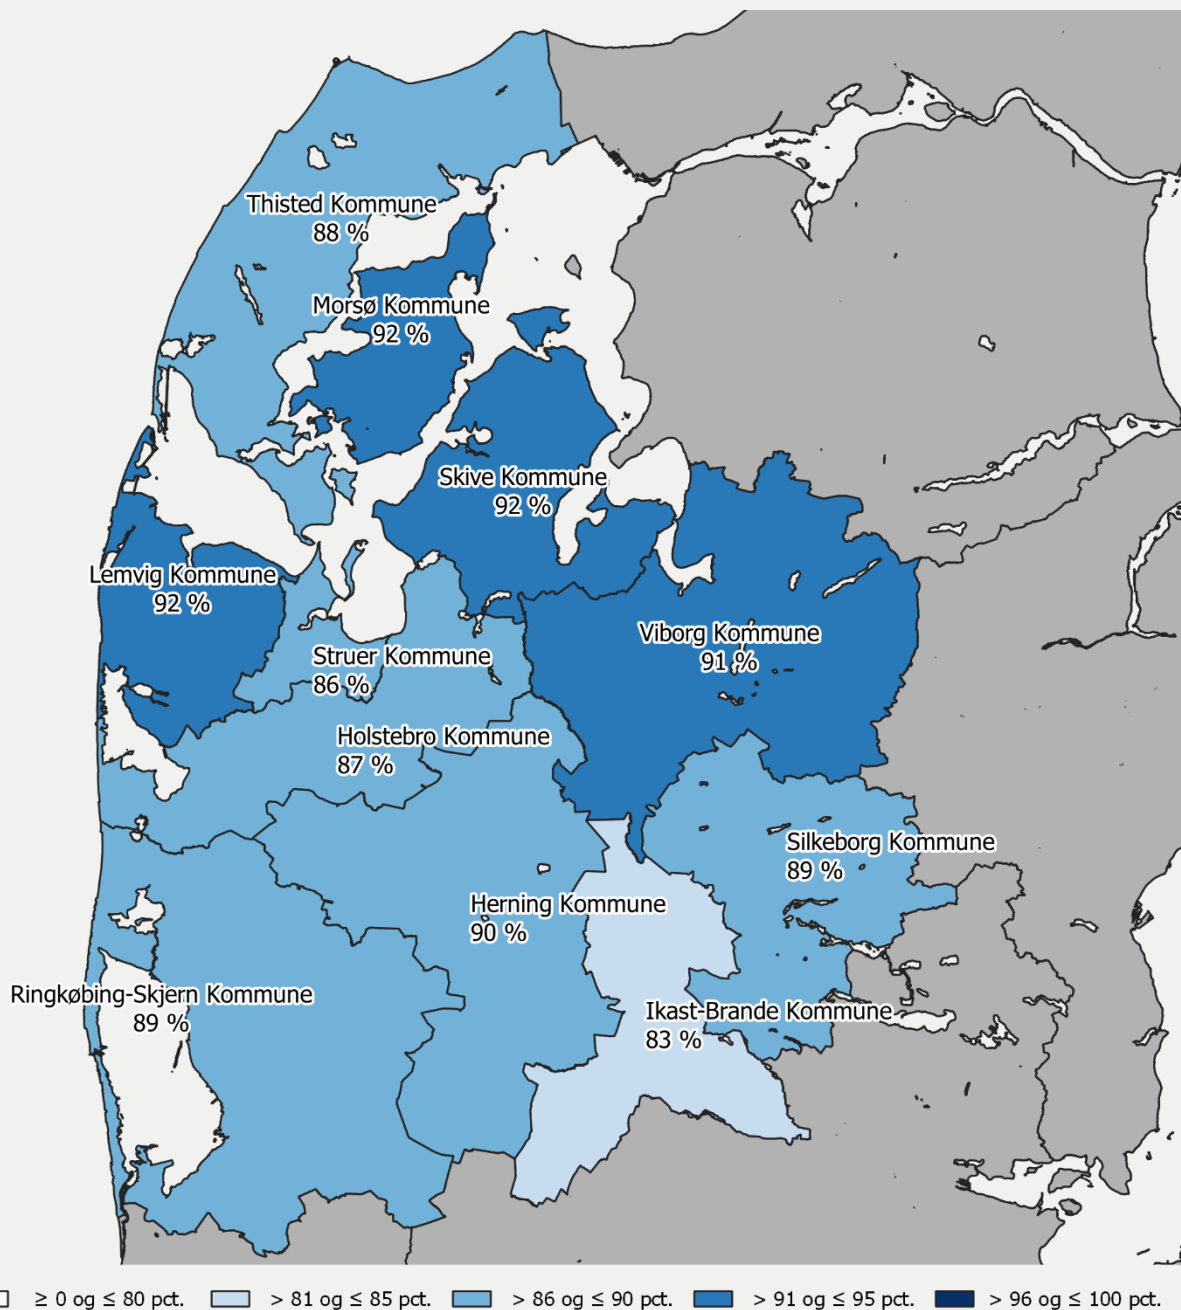 Thisted Kommune
88 %
Morsø Kommune
92 %
Skive Kommune
92 %
Lemvig Kommune
92 %
Viborg Kommune
91 %
Struer Kommune
86 %
Holstebro Kommune
87 %
Silkeborg Kommune
89 %
Herning Kommune
90 %
Ringkøbing-Skjern Kommune
89 %
Ikast-Brande Kommune
83 %
≥ 0 og ≤ 80 pct. > 81 og ≤ 85 pct. > 86 og ≤ 90 pct. > 91 og ≤ 95 pct. > 96 og ≤ 100 pct.